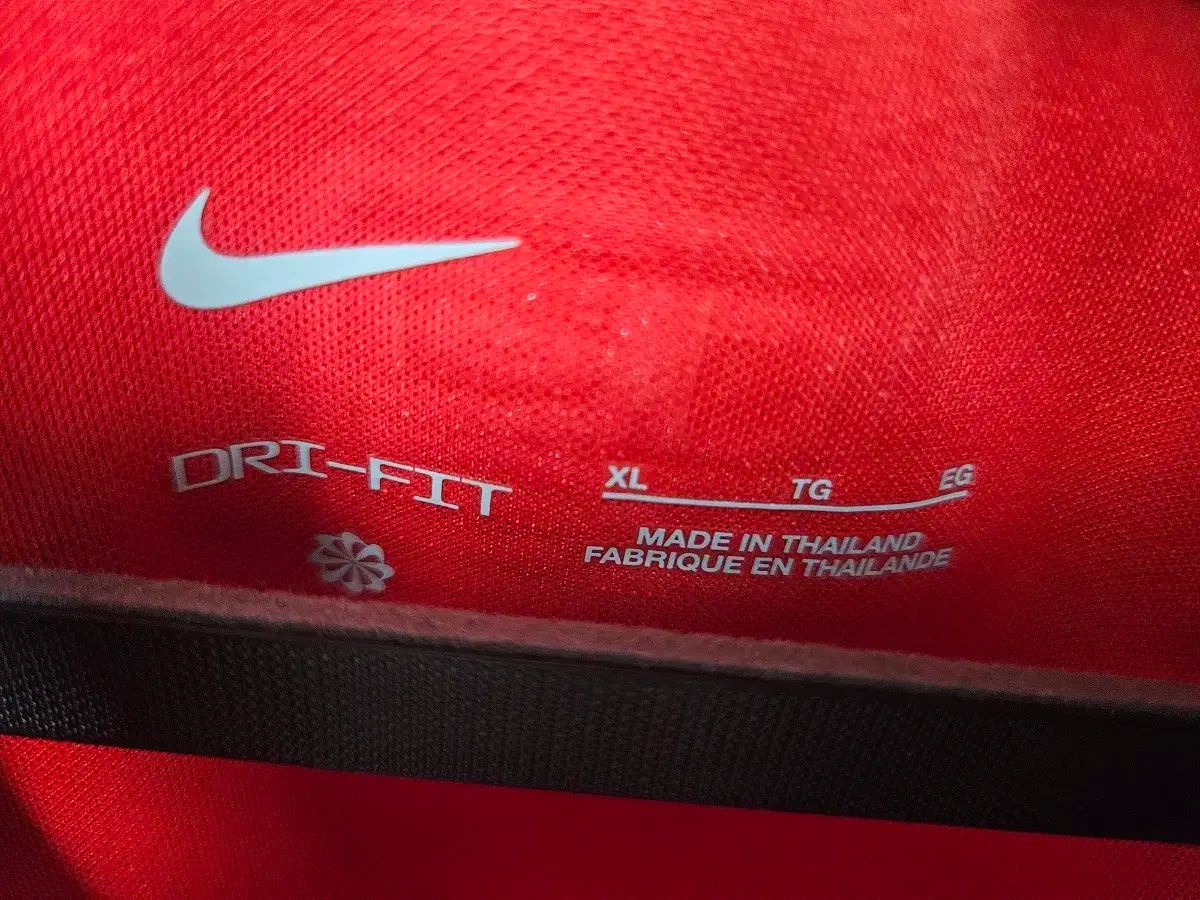 DRI-FIT
XL TG EG
MADE IN THAILAND
FABRIQUE EN THAILANDE